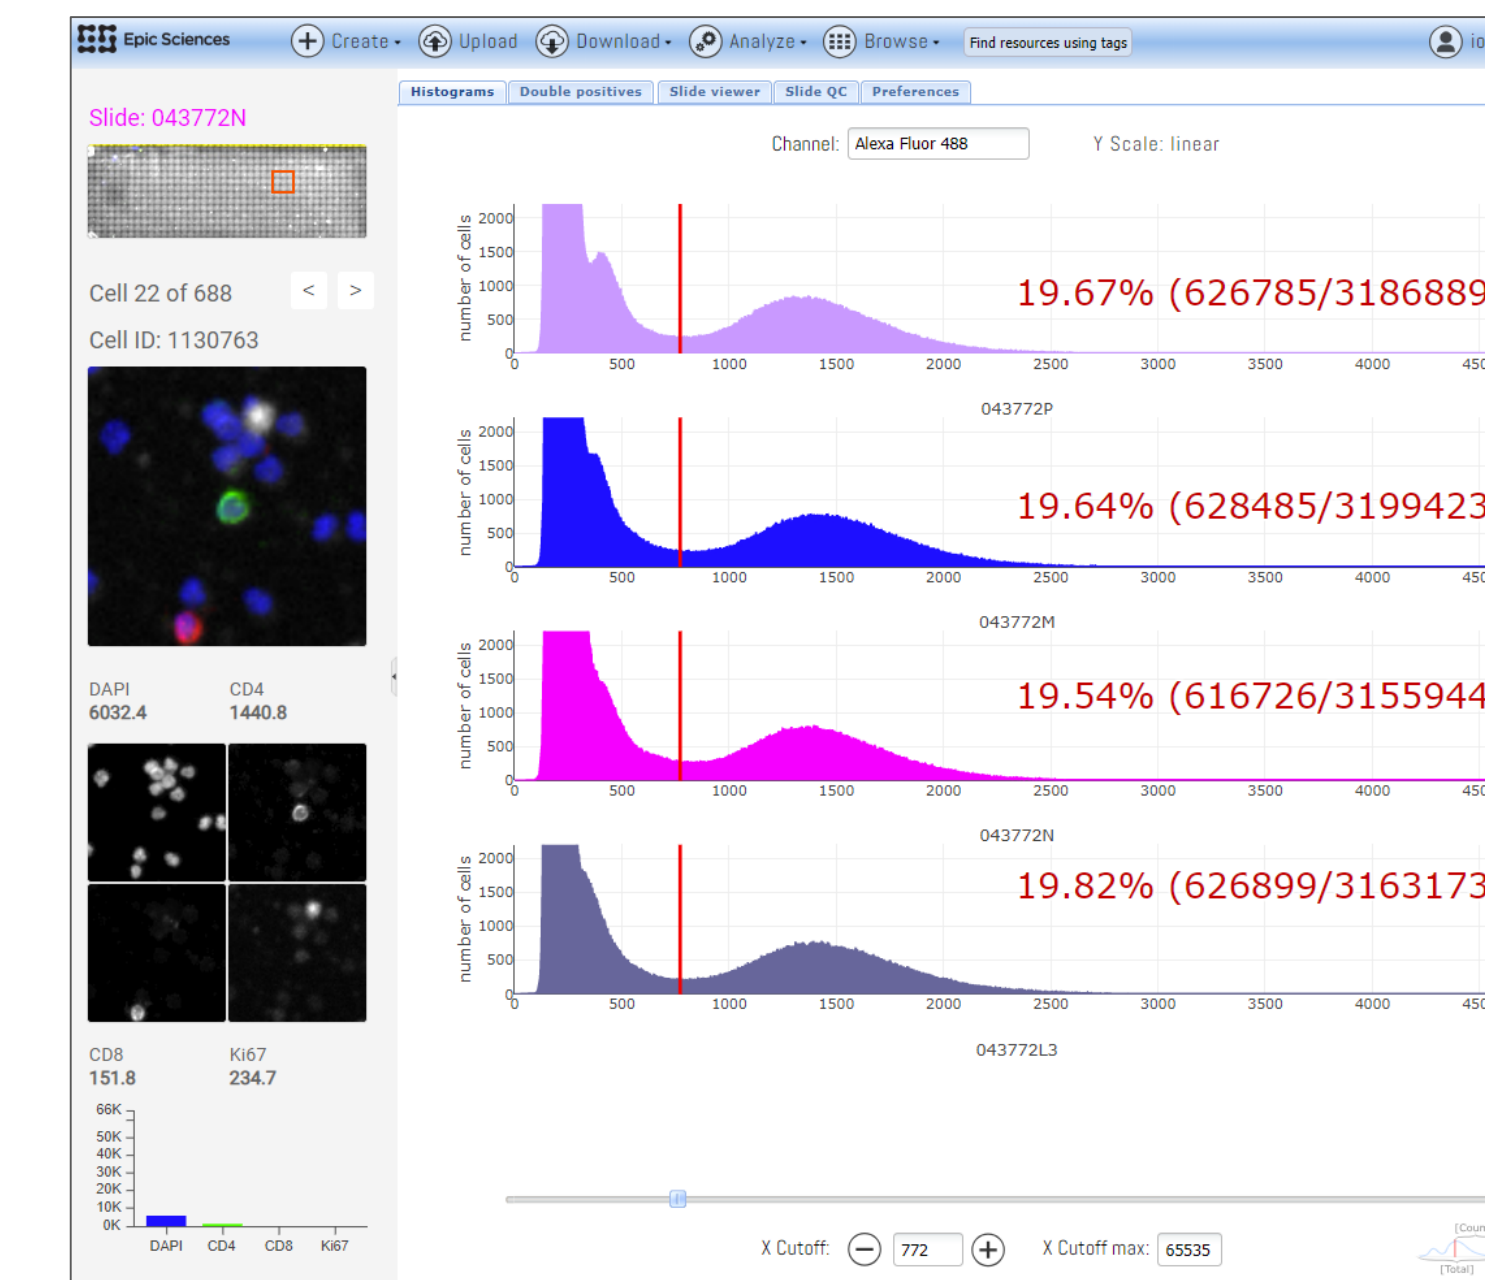 Epic Sciences
Create
Upload
Download
Analyze
Browse
Find resources using tags
io
Histograms
Double positives
Slide viewer
Slide QC
Preferences
Slide: 043772N
Cell 22 of 688
< >
Cell ID: 1130763
DAPI CD4
6032.4 1440.8
CD8 Ki67
151.8 234.7
66K
50K
40K
30K
20K
10K
0K
DAPI CD4 CD8 Ki67
Channel: Alexa Fluor 488
Y Scale: linear
number of cells
2000
1500
1000
500
0
19.67% (626785/3186889
0 500 1000 1500 2000 2500 3000 3500 4000 450
043772P
number of cells
2000
1500
1000
500
0
19.64% (628485/3199423
0 500 1000 1500 2000 2500 3000 3500 4000 450
043772M
number of cells
2000
1500
1000
500
0
19.54% (616726/3155944
0 500 1000 1500 2000 2500 3000 3500 4000 450
043772N
number of cells
2000
1500
1000
500
0
19.82% (626899/3163173
0 500 1000 1500 2000 2500 3000 3500 4000 450
043772L3
X Cutoff: 772
X Cutoff max: 65535
[Coun
[Total]